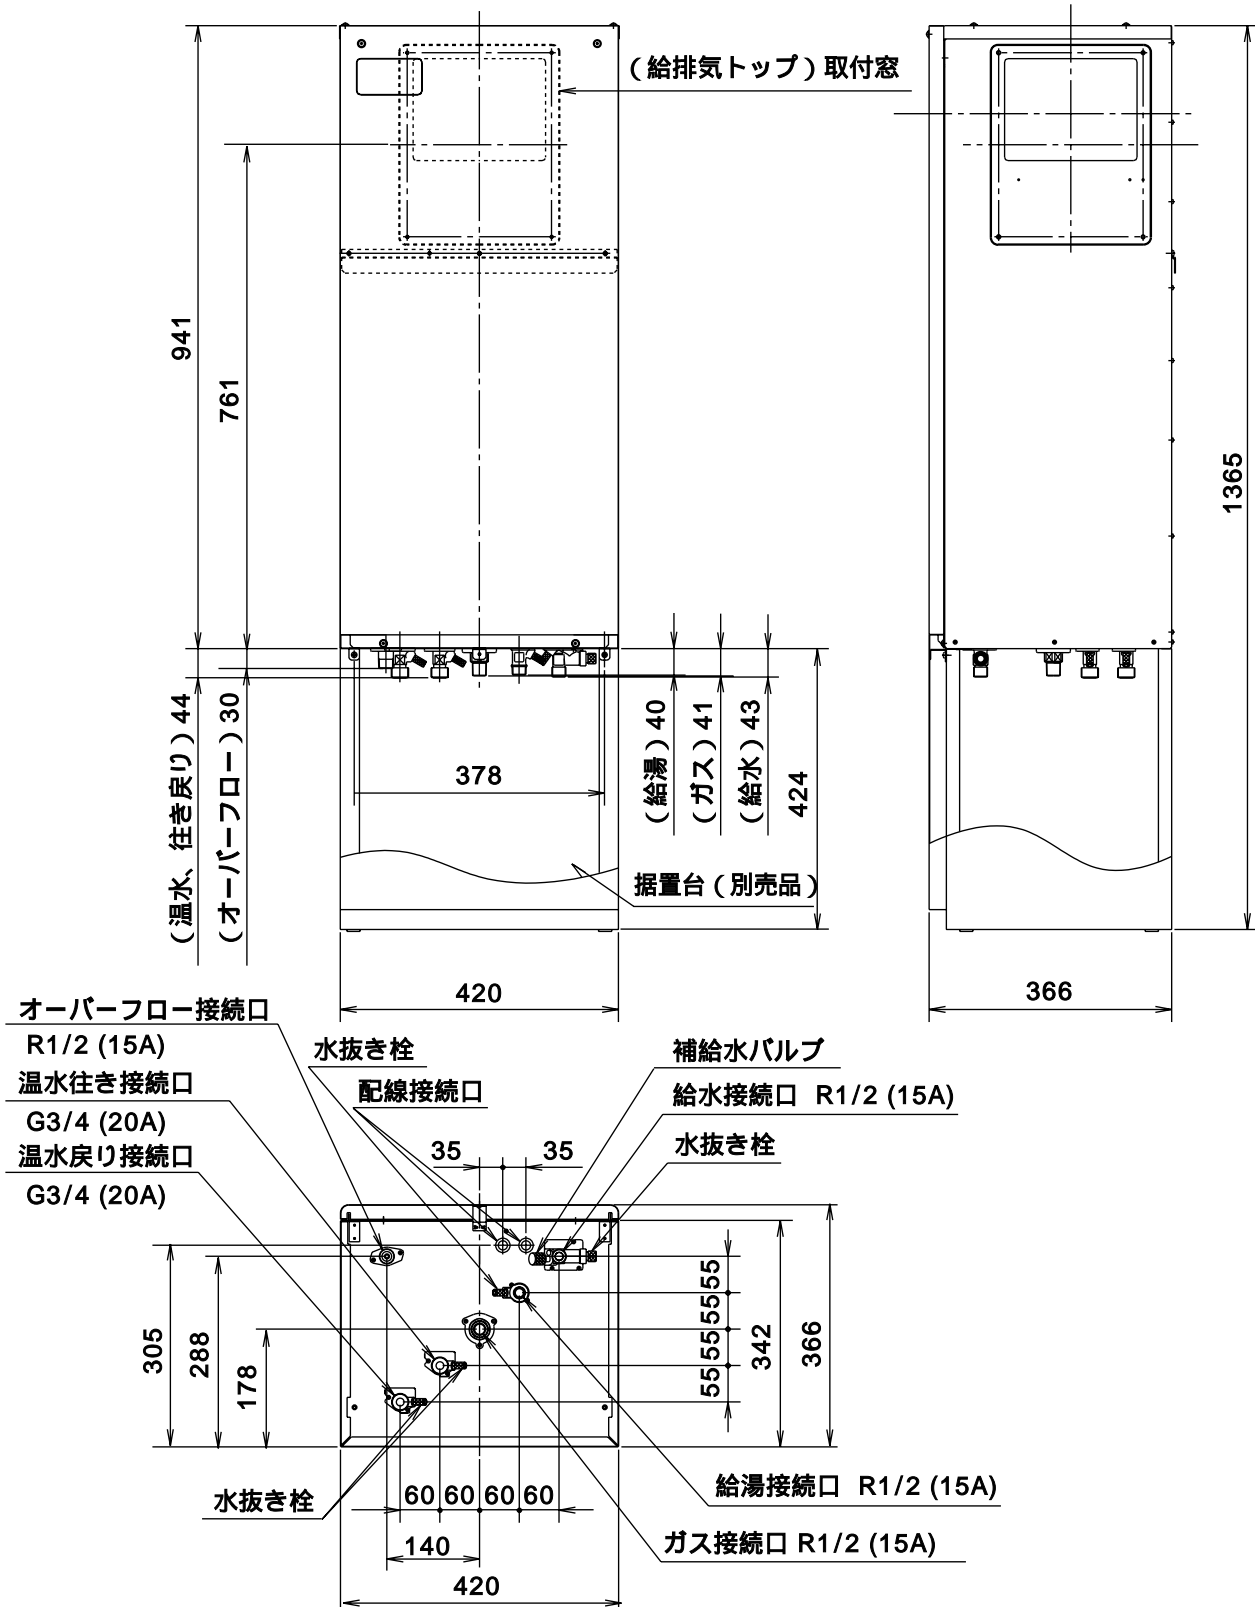 (給排気トップ)取付窓
941
761
1365
(温水、往き戻り)44
(オーバーフロー)30
378
(給湯)40
(ガス)41
(給水)43
424
据置台(別売品)
420
366
オーバーフロー接続口
R1/2 (15A)
温水往き接続口
G3/4 (20A)
温水戻り接続口
G3/4 (20A)
水抜き栓
配線接続口
補給水バルブ
給水接続口 R1/2 (15A)
水抜き栓
35
35
305
288
178
55
55
55
55
342
366
水抜き栓
60
60
60
60
140
420
給湯接続口 R1/2 (15A)
ガス接続口 R1/2 (15A)